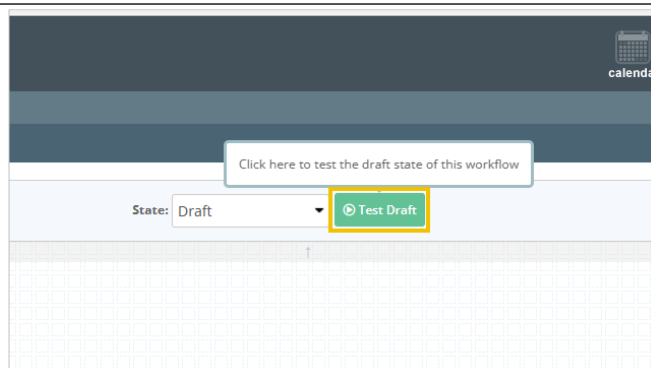 calenda
Click here to test the draft state of this workflow
State: Draft Test Draft